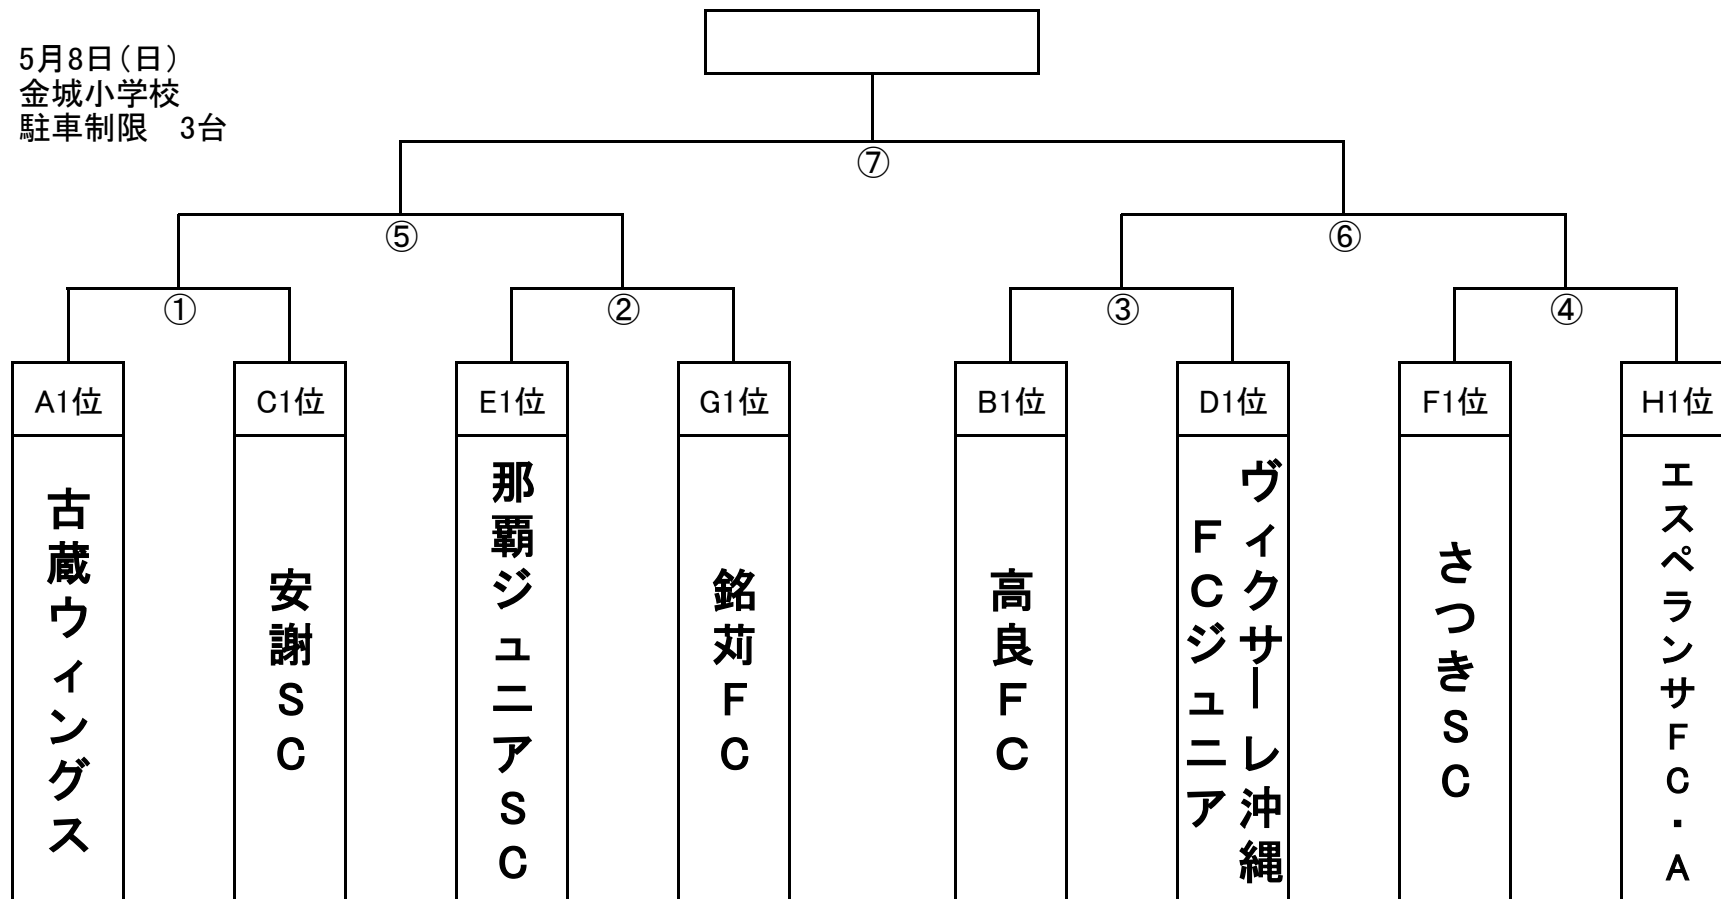 5月8日(日)
金城小学校
駐車制限　3台
⑦
⑤
⑥
①
②
③
④
A1位
C1位
E1位
G1位
B1位
D1位
F1位
H1位
古蔵ウィングス
安謝SC
那覇ジュニアSC
銘苅FC
高良FC
ヴィクサーレ沖縄
FCジュニア
さつきSC
エスペランサFC・A